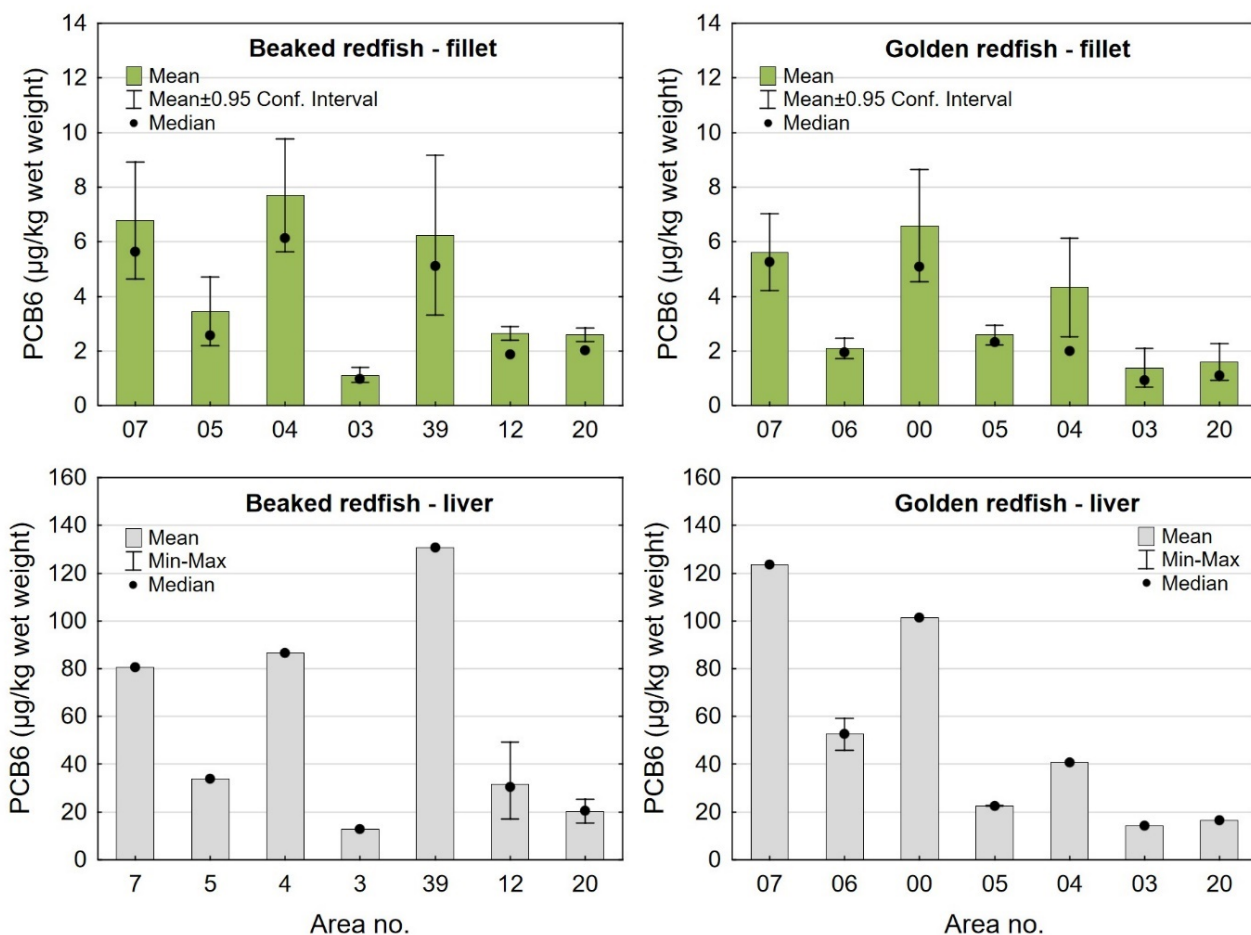 Beaked redfish - fillet
Mean
Mean±0.95 Conf. Interval
Median
PCB6 (µg/kg wet weight)
14
12
10
8
6
4
2
0
07 05 04 03 39 12 20
Golden redfish - fillet
Mean
Mean±0.95 Conf. Interval
Median
PCB6 (µg/kg wet weight)
14
12
10
8
6
4
2
0
07 06 00 05 04 03 20
Beaked redfish - liver
Mean
Min-Max
Median
PCB6 (µg/kg wet weight)
160
140
120
100
80
60
40
20
0
7 5 4 3 39 12 20
Area no.
Golden redfish - liver
Mean
Min-Max
Median
PCB6 (µg/kg wet weight)
160
140
120
100
80
60
40
20
0
07 06 00 05 04 03 20
Area no.